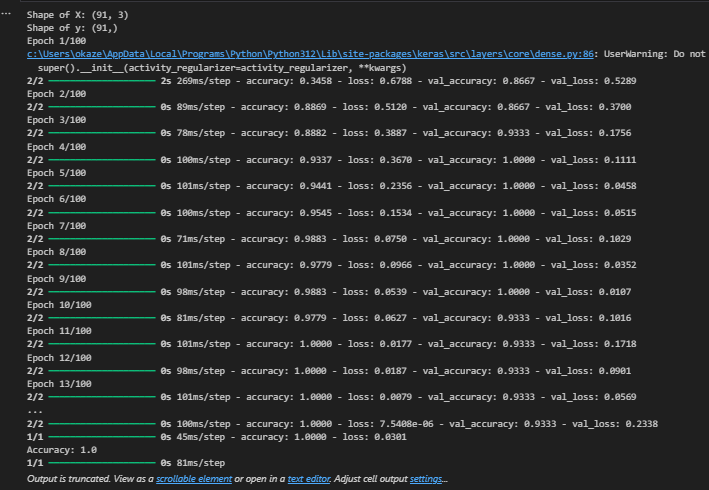 ...
Shape of X: (91, 3)
Shape of y: (91,)
Epoch 1/100
c:\Users\okaze\AppData\Local\Programs\Python\Python312\Lib\site-packages\keras\src\layers\core\dense.py:86: UserWarning: Do not
super().__init__(activity_regularizer=activity_regularizer, **kwargs)
2/2 ━━━━━━━━━━━━━━━━━━━━ 2s 269ms/step - accuracy: 0.3458 - loss: 0.6788 - val_accuracy: 0.8667 - val_loss: 0.5289
Epoch 2/100
2/2 ━━━━━━━━━━━━━━━━━━━━ 0s 89ms/step - accuracy: 0.8869 - loss: 0.5120 - val_accuracy: 0.8667 - val_loss: 0.3700
Epoch 3/100
2/2 ━━━━━━━━━━━━━━━━━━━━ 0s 78ms/step - accuracy: 0.8882 - loss: 0.3887 - val_accuracy: 0.9333 - val_loss: 0.1756
Epoch 4/100
2/2 ━━━━━━━━━━━━━━━━━━━━ 0s 100ms/step - accuracy: 0.9337 - loss: 0.3670 - val_accuracy: 1.0000 - val_loss: 0.1111
Epoch 5/100
2/2 ━━━━━━━━━━━━━━━━━━━━ 0s 101ms/step - accuracy: 0.9441 - loss: 0.2356 - val_accuracy: 1.0000 - val_loss: 0.0458
Epoch 6/100
2/2 ━━━━━━━━━━━━━━━━━━━━ 0s 100ms/step - accuracy: 0.9545 - loss: 0.1534 - val_accuracy: 1.0000 - val_loss: 0.0515
Epoch 7/100
2/2 ━━━━━━━━━━━━━━━━━━━━ 0s 71ms/step - accuracy: 0.9883 - loss: 0.0750 - val_accuracy: 1.0000 - val_loss: 0.1029
Epoch 8/100
2/2 ━━━━━━━━━━━━━━━━━━━━ 0s 101ms/step - accuracy: 0.9779 - loss: 0.0966 - val_accuracy: 1.0000 - val_loss: 0.0352
Epoch 9/100
2/2 ━━━━━━━━━━━━━━━━━━━━ 0s 98ms/step - accuracy: 0.9883 - loss: 0.0539 - val_accuracy: 1.0000 - val_loss: 0.0107
Epoch 10/100
2/2 ━━━━━━━━━━━━━━━━━━━━ 0s 81ms/step - accuracy: 0.9779 - loss: 0.0627 - val_accuracy: 0.9333 - val_loss: 0.1016
Epoch 11/100
2/2 ━━━━━━━━━━━━━━━━━━━━ 0s 101ms/step - accuracy: 1.0000 - loss: 0.0177 - val_accuracy: 0.9333 - val_loss: 0.1718
Epoch 12/100
2/2 ━━━━━━━━━━━━━━━━━━━━ 0s 98ms/step - accuracy: 1.0000 - loss: 0.0187 - val_accuracy: 0.9333 - val_loss: 0.0901
Epoch 13/100
2/2 ━━━━━━━━━━━━━━━━━━━━ 0s 101ms/step - accuracy: 1.0000 - loss: 0.0079 - val_accuracy: 0.9333 - val_loss: 0.0569
...
2/2 ━━━━━━━━━━━━━━━━━━━━ 0s 100ms/step - accuracy: 1.0000 - loss: 7.5408e-06 - val_accuracy: 0.9333 - val_loss: 0.2338
1/1 ━━━━━━━━━━━━━━━━━━━━ 0s 45ms/step - accuracy: 1.0000 - loss: 0.0301
Accuracy: 1.0
1/1 ━━━━━━━━━━━━━━━━━━━━ 0s 81ms/step
Output is truncated. View as a scrollable element or open in a text editor. Adjust cell output settings...